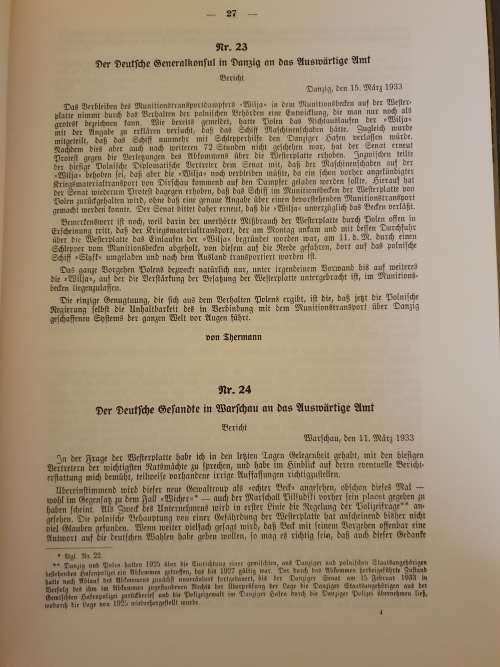 — 27 —
Nr. 23
Der Deutsche Generalkonsul in Danzig an das Auswärtige Amt
Bericht
Danzig, den 15. März 1933
Das Verbleiben des Munitionstransportdampfers »Wilja« in dem Munitionsbecken auf der Wester-
platte nimmt durch das Verhalten der polnischen Behörden eine Entwicklung, die man nur noch als
grotesk bezeichnen kann. Wie bereits gemeldet, hatte Polen das Nichtauslaufen der »Wilja«
mit der Angabe zu erklären versucht, daß das Schiff Maschinenschaden hätte. Zugleich wurde
mitgeteilt, daß das Schiff nunmehr mit Schlepperhilfe den Danziger Hafen verlassen würde.
Nachdem dies aber auch nach weiteren 72 Stunden nicht geschehen war, hat der Senat erneut
Protest gegen die Verletzungen des Abkommens über die Westerplatte erhoben. Inzwischen teilte
der hiesige Polnische Diplomatische Vertreter dem Senat mit, daß der Maschinenschaden auf der
»Wilja« behoben sei, daß aber die »Wilja« noch verbleiben müßte, da ein schon vorher angekündigter
Kriegsmaterialtransport von Dirschau kommend auf den Dampfer geladen werden sollte. Hierauf hat
der Senat wiederum Protest dagegen erhoben, daß das Schiff im Munitionsbecken der Westerplatte von
Polen zurückgehalten wird, ohne daß eine genaue Angabe über einen bevorstehenden Munitionstransport
gemacht worden konnte. Der Senat bittet daher erneut, daß die »Wilja« unverzüglich das Becken verläßt.
Bemerkenswert ist noch, weil darin der unerhörte Mißbrauch der Westerplatte durch Polen offen in
Erscheinung tritt, daß der Kriegsmaterialtransport, der am Montag ankam und mit dessen Durchfuhr
über die Westerplatte das Einlaufen der »Wilja« begründet worden war, am 11. d. M. durch einen
Schlepper vom Munitionsbecken abgeholt, von diesem auf die Reede gefahren, dort auf das polnische
Schiff »Slask« umgeladen und nach dem Ausland transportiert worden ist.
Das ganze Vorgehen Polens bezweckt natürlich nur, unter irgendeinem Vorwand bis auf weiteres
die »Wilja«, auf der die Verstärkung der Besatzung der Westerplatte untergebracht ist, im Munitions-
becken liegenzulassen.
Die einzige Genugtuung, die sich aus dem Verhalten Polens ergibt, ist die, daß jetzt die Polnische
Regierung selbst die Unhaltbarkeit des in Verbindung mit dem Munitionstransport über Danzig
geschaffenen Systems der ganzen Welt vor Augen führt.
von Thermann
Nr. 24
Der Deutsche Gesandte in Warschau an das Auswärtige Amt
Bericht
Warschau, den 11. März 1933
In der Frage der Westerplatte habe ich in den letzten Tagen Gelegenheit gehabt, mit den hiesigen
Vertretern der wichtigsten Ratsmächte zu sprechen, und habe im Hinblick auf deren eventuelle Bericht-
erstattung mich bemüht, teilweise vorhandene irrige Auffassungen richtigzustellen.
Übereinstimmend wird dieser neue Gewaltcoup als »echter Beck« angesehen, obschon dieses Mal —
wohl im Gegensatz zu dem Fall »Wicher«* — auch der Marschall Pilsudski vorher sein placet gegeben zu
haben scheint. Als Zweck des Unternehmens wird in erster Linie die Regelung der Polizeifrage** an-
gesehen. Die polnische Behauptung von einer Gefährdung der Westerplatte hat anscheinend bisher nicht
viel Glauben gefunden. Wenn weiter vielfach gesagt wird, daß Beck mit seinem Vorgehen offenbar eine
Antwort auf die deutschen Wahlen habe geben wollen, so mag es richtig sein, daß auch dieser Gedanke
* Vgl. Nr. 22.
** Danzig und Polen hatten 1925 über die Einrichtung einer gemischten, aus Danziger und polnischen Staatsangehörigen
bestehenden Hafenpolizei ein Abkommen getroffen, das bis 1927 gültig war. Der durch das Abkommen herbeigeführte Zustand
hatte nach Ablauf des Abkommens zunächst unverändert fortgedauert, bis der Danziger Senat am 15 Februar 1933 in
Verfolg des ihm im Abkommen zugestandenen Rechts der Überprüfung der Lage die Danziger Staatsangehörigen aus der
Gemischten Hafenpolizei zurückberief und die Polizeigewalt im Danziger Hafen durch die Danziger Polizei übernehmen ließ,
wodurch die Lage von 1925 wiederhergestellt wurde.
4